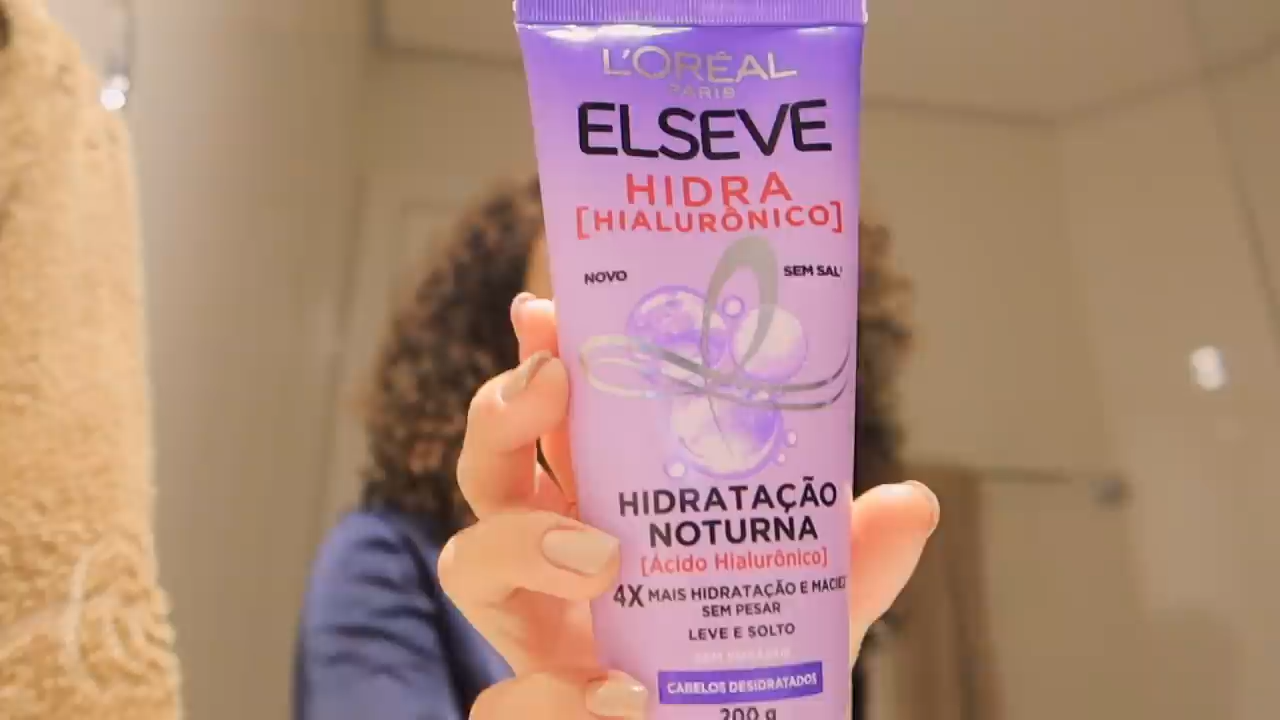 L'ORÉAL
PARIS
ELSEVE
HIDRA
[HIALURÔNICO]
NOVO
SEM SAL
HIDRATAÇÃO
NOTURNA
[Ácido Hialurônico]
4X MAIS HIDRATAÇÃO E MACIEZ
SEM PESAR
LEVE E SOLTO
CABELOS DESIDRATADOS
200 g